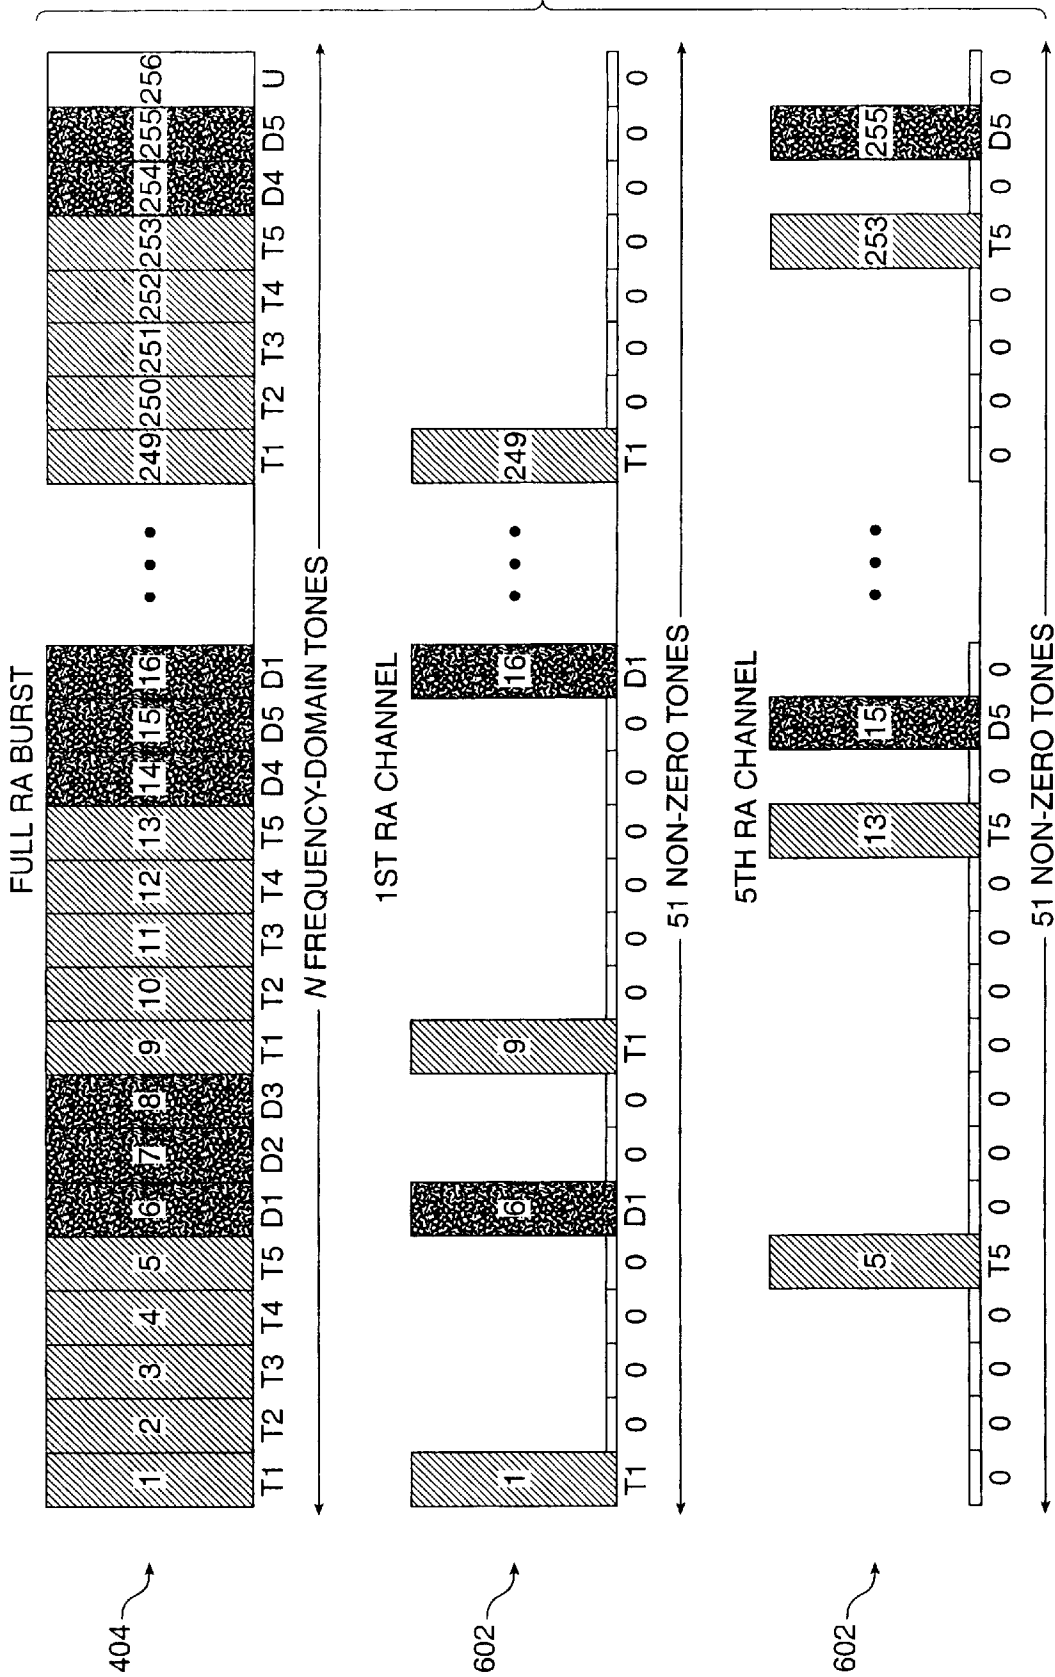 FULL RA BURST
404
1 2 3 4 5 6 7 8 9 10 11 12 13 14 15 16 249 250 251 252 253 254 255 256
T1 T2 T3 T4 T5 D1 D2 D3 T1 T2 T3 T4 T5 D4 D5 D1 T1 T2 T3 T4 T5 D4 D5 U
N FREQUENCY-DOMAIN TONES
1ST RA CHANNEL
602
1 6 9 16 249
T1 0 0 0 0 D1 0 0 T1 0 0 0 0 0 0 D1 T1 0 0 0 0 0 0 0
51 NON-ZERO TONES
5TH RA CHANNEL
602
5 13 15 253 255
0 0 0 0 T5 0 0 0 0 0 0 0 T5 0 D5 0 0 0 0 0 T5 0 D5 0
51 NON-ZERO TONES